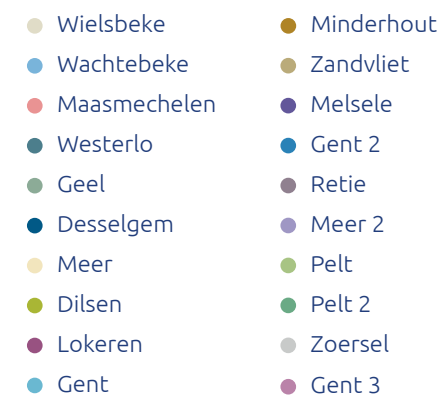 Wielsbeke
Wachtebeke
Maasmechelen
Westerlo
Geel
Desselgem
Meer
Dilsen
Lokeren
Gent
Minderhout
Zandvliet
Melsele
Gent 2
Retie
Meer 2
Pelt
Pelt 2
Zoersel
Gent 3